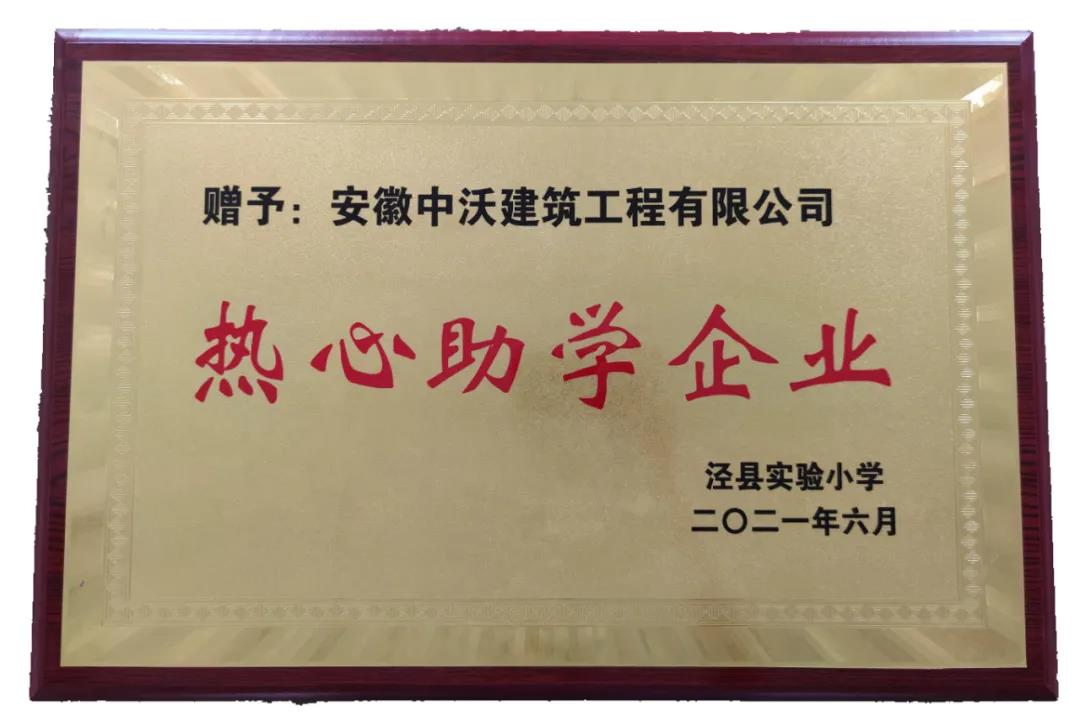 赠予：安徽中沃建筑工程有限公司
热心助学企业
泾县实验小学
二〇二一年六月